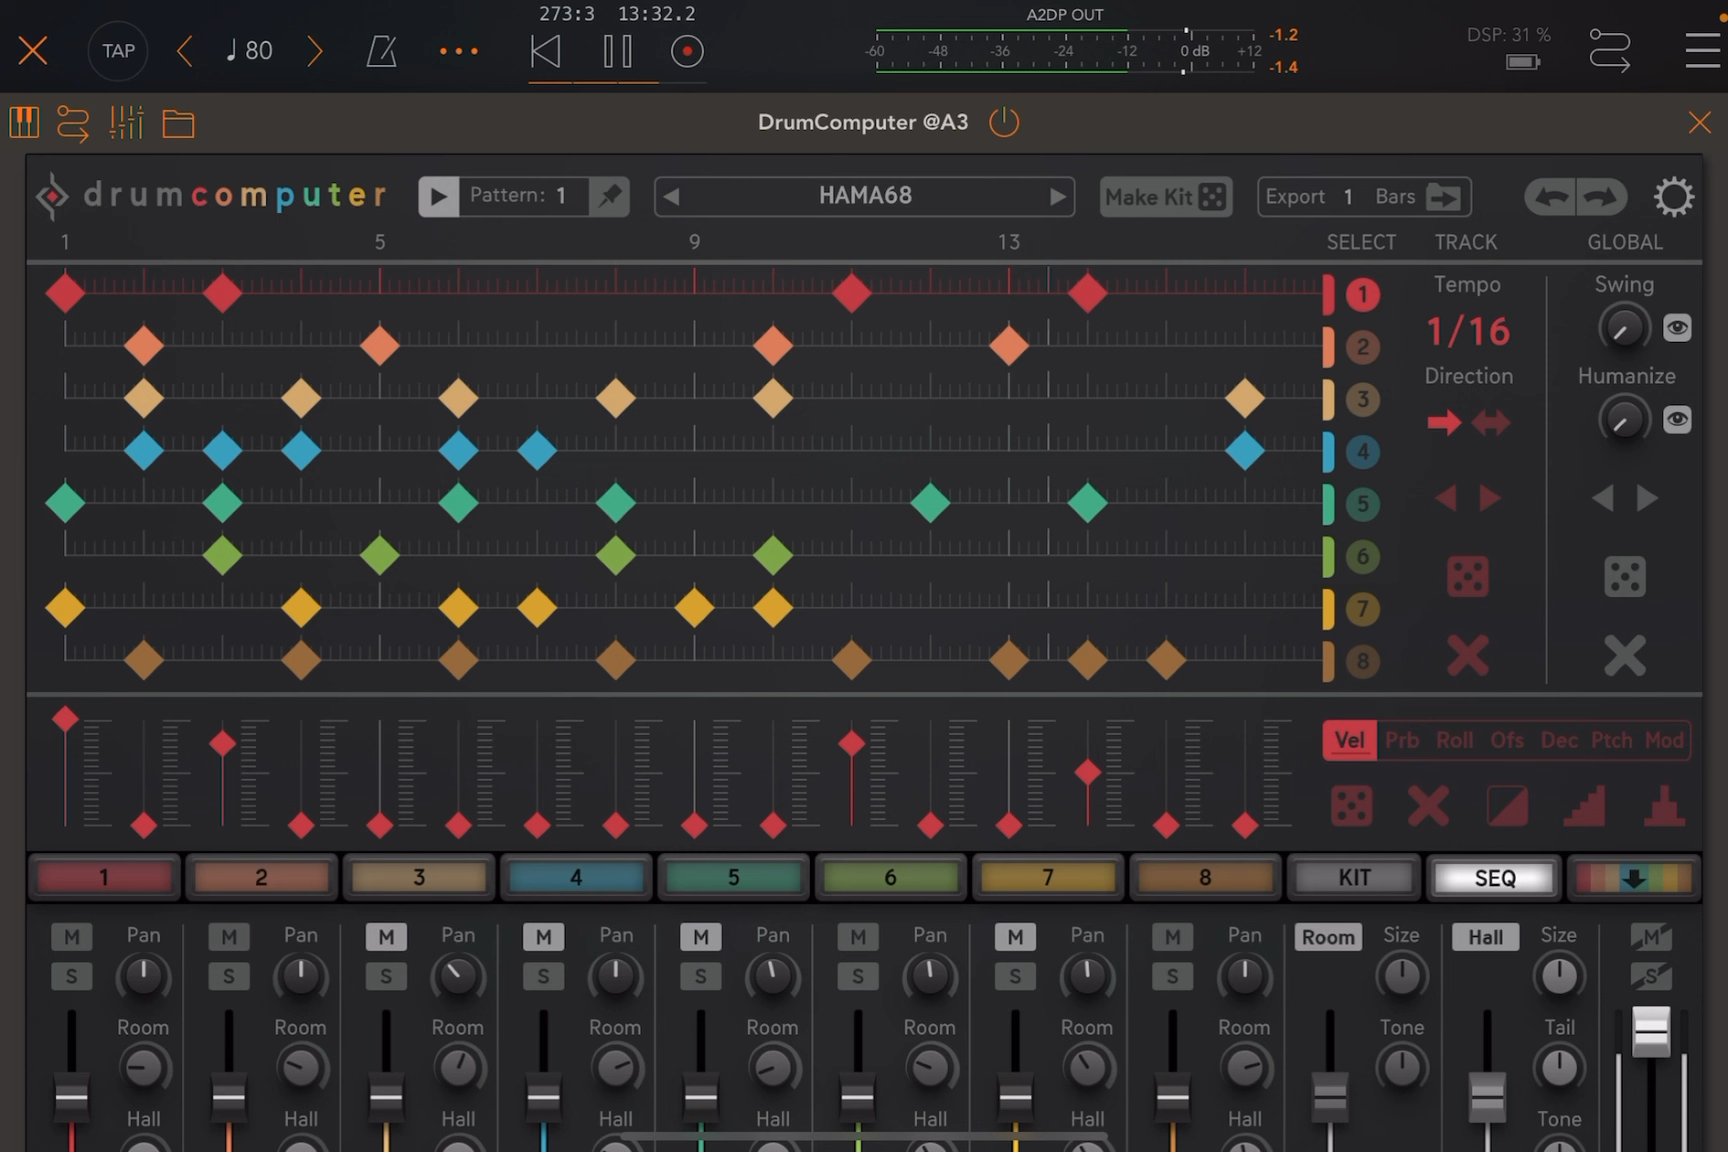 273:3 13:32.2 A2DP OUT
TAP ♩ 80 -60 -48 -36 -24 -12 0 dB +12 -1.2 DSP: 31 %
-1.4
DrumComputer @A3
drumcomputer Pattern: 1 HAMA68 Make Kit Export 1 Bars
1 5 9 13 SELECT TRACK GLOBAL
1 Tempo Swing
2 1/16
3 Direction Humanize
4
5
6
7
8
Vel Prb Roll Ofs Dec Ptch Mod
1 2 3 4 5 6 7 8 KIT SEQ
M Pan M Pan M Pan M Pan M Pan M Pan M Pan M Pan Room Size Hall Size M
S S S S S S S S S
Room Room Room Room Room Room Room Room Tone Tail
Hall Hall Hall Hall Hall Hall Hall Hall Tone